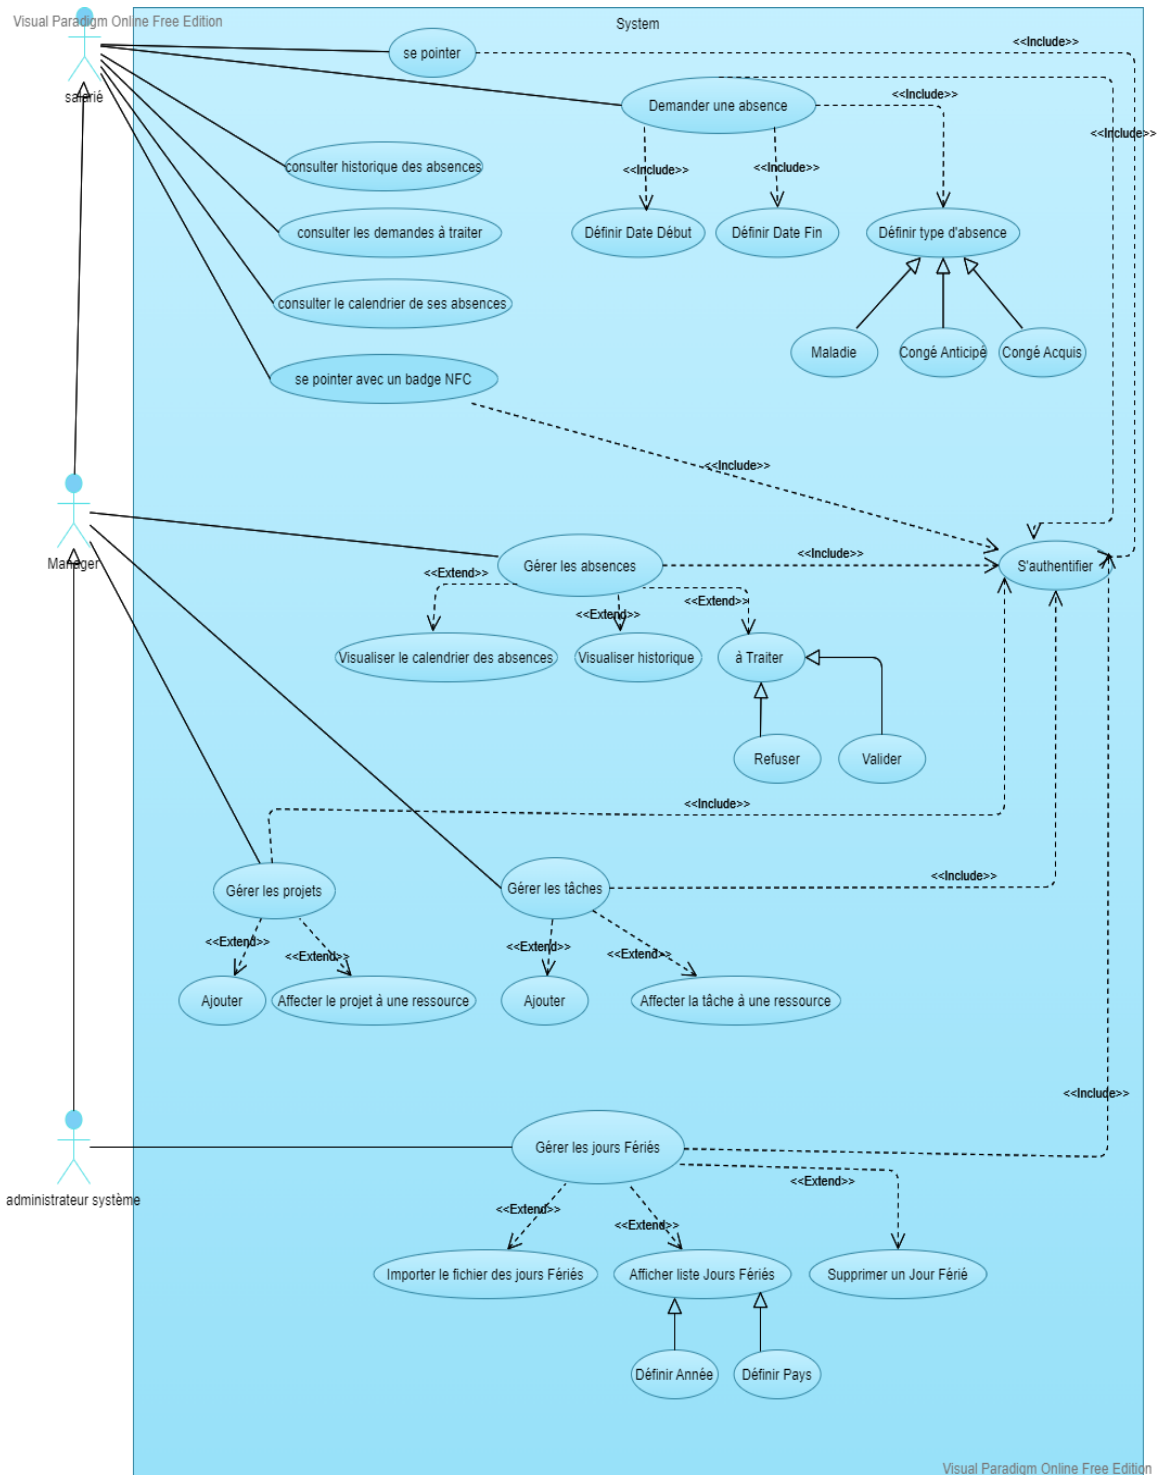 Visual Paradigm Online Free Edition
System
se pointer
<<Include>>
salarié
Demander une absence
<<Include>>
<<Include>>
consulter historique des absences
<<Include>>
<<Include>>
consulter les demandes à traiter
Définir Date Début
Définir Date Fin
Définir type d'absence
consulter le calendrier de ses absences
Maladie
Congé Anticipé
Congé Acquis
se pointer avec un badge NFC
<<Include>>
Manager
Gérer les absences
<<Include>>
S'authentifier
<<Extend>>
<<Extend>>
<<Extend>>
Visualiser le calendrier des absences
Visualiser historique
à Traiter
Refuser
Valider
<<Include>>
Gérer les projets
Gérer les tâches
<<Include>>
<<Extend>>
<<Extend>>
<<Extend>>
<<Extend>>
Ajouter
Affecter le projet à une ressource
Ajouter
Affecter la tâche à une ressource
<<Include>>
administrateur système
Gérer les jours Fériés
<<Extend>>
<<Extend>>
<<Extend>>
Importer le fichier des jours Fériés
Afficher liste Jours Fériés
Supprimer un Jour Férié
Définir Année
Définir Pays
Visual Paradigm Online Free Edition